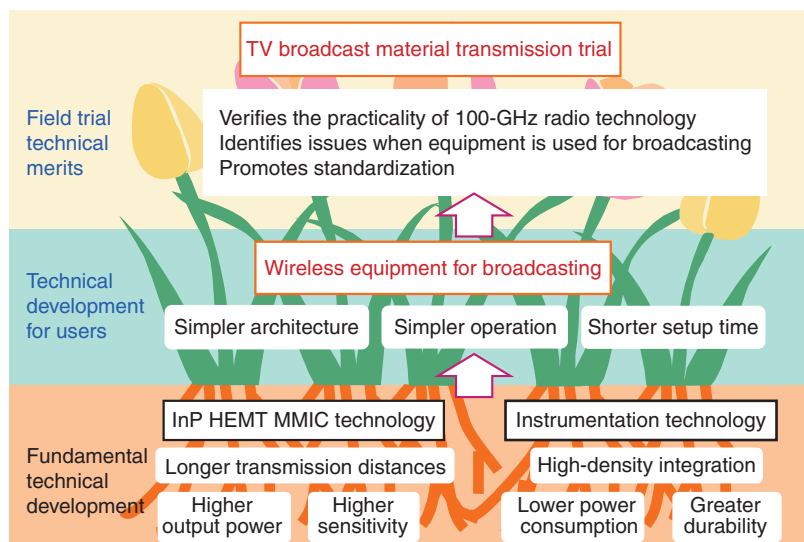 TV broadcast material transmission trial
Field trial
technical
merits
Verifies the practicality of 100-GHz radio technology
Identifies issues when equipment is used for broadcasting
Promotes standardization
Wireless equipment for broadcasting
Technical
development
for users
Simpler architecture
Simpler operation
Shorter setup time
InP HEMT MMIC technology
Instrumentation technology
Fundamental
technical
development
Longer transmission distances
High-density integration
Higher
output power
Higher
sensitivity
Lower power
consumption
Greater
durability